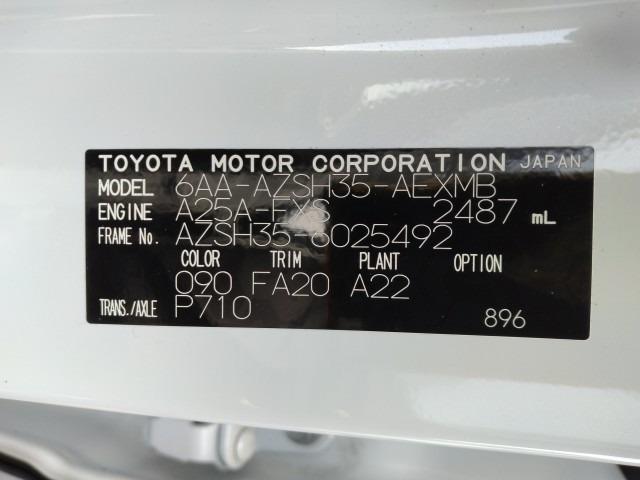 TOYOTA MOTOR CORPORATION JAPAN
MODEL 6AA-AZSH35-AEXMB
ENGINE A25A-FXS 2487 mL
FRAME No. AZSH35-6025492
COLOR TRIM PLANT OPTION
090 FA20 A22
TRANS./AXLE P710
896